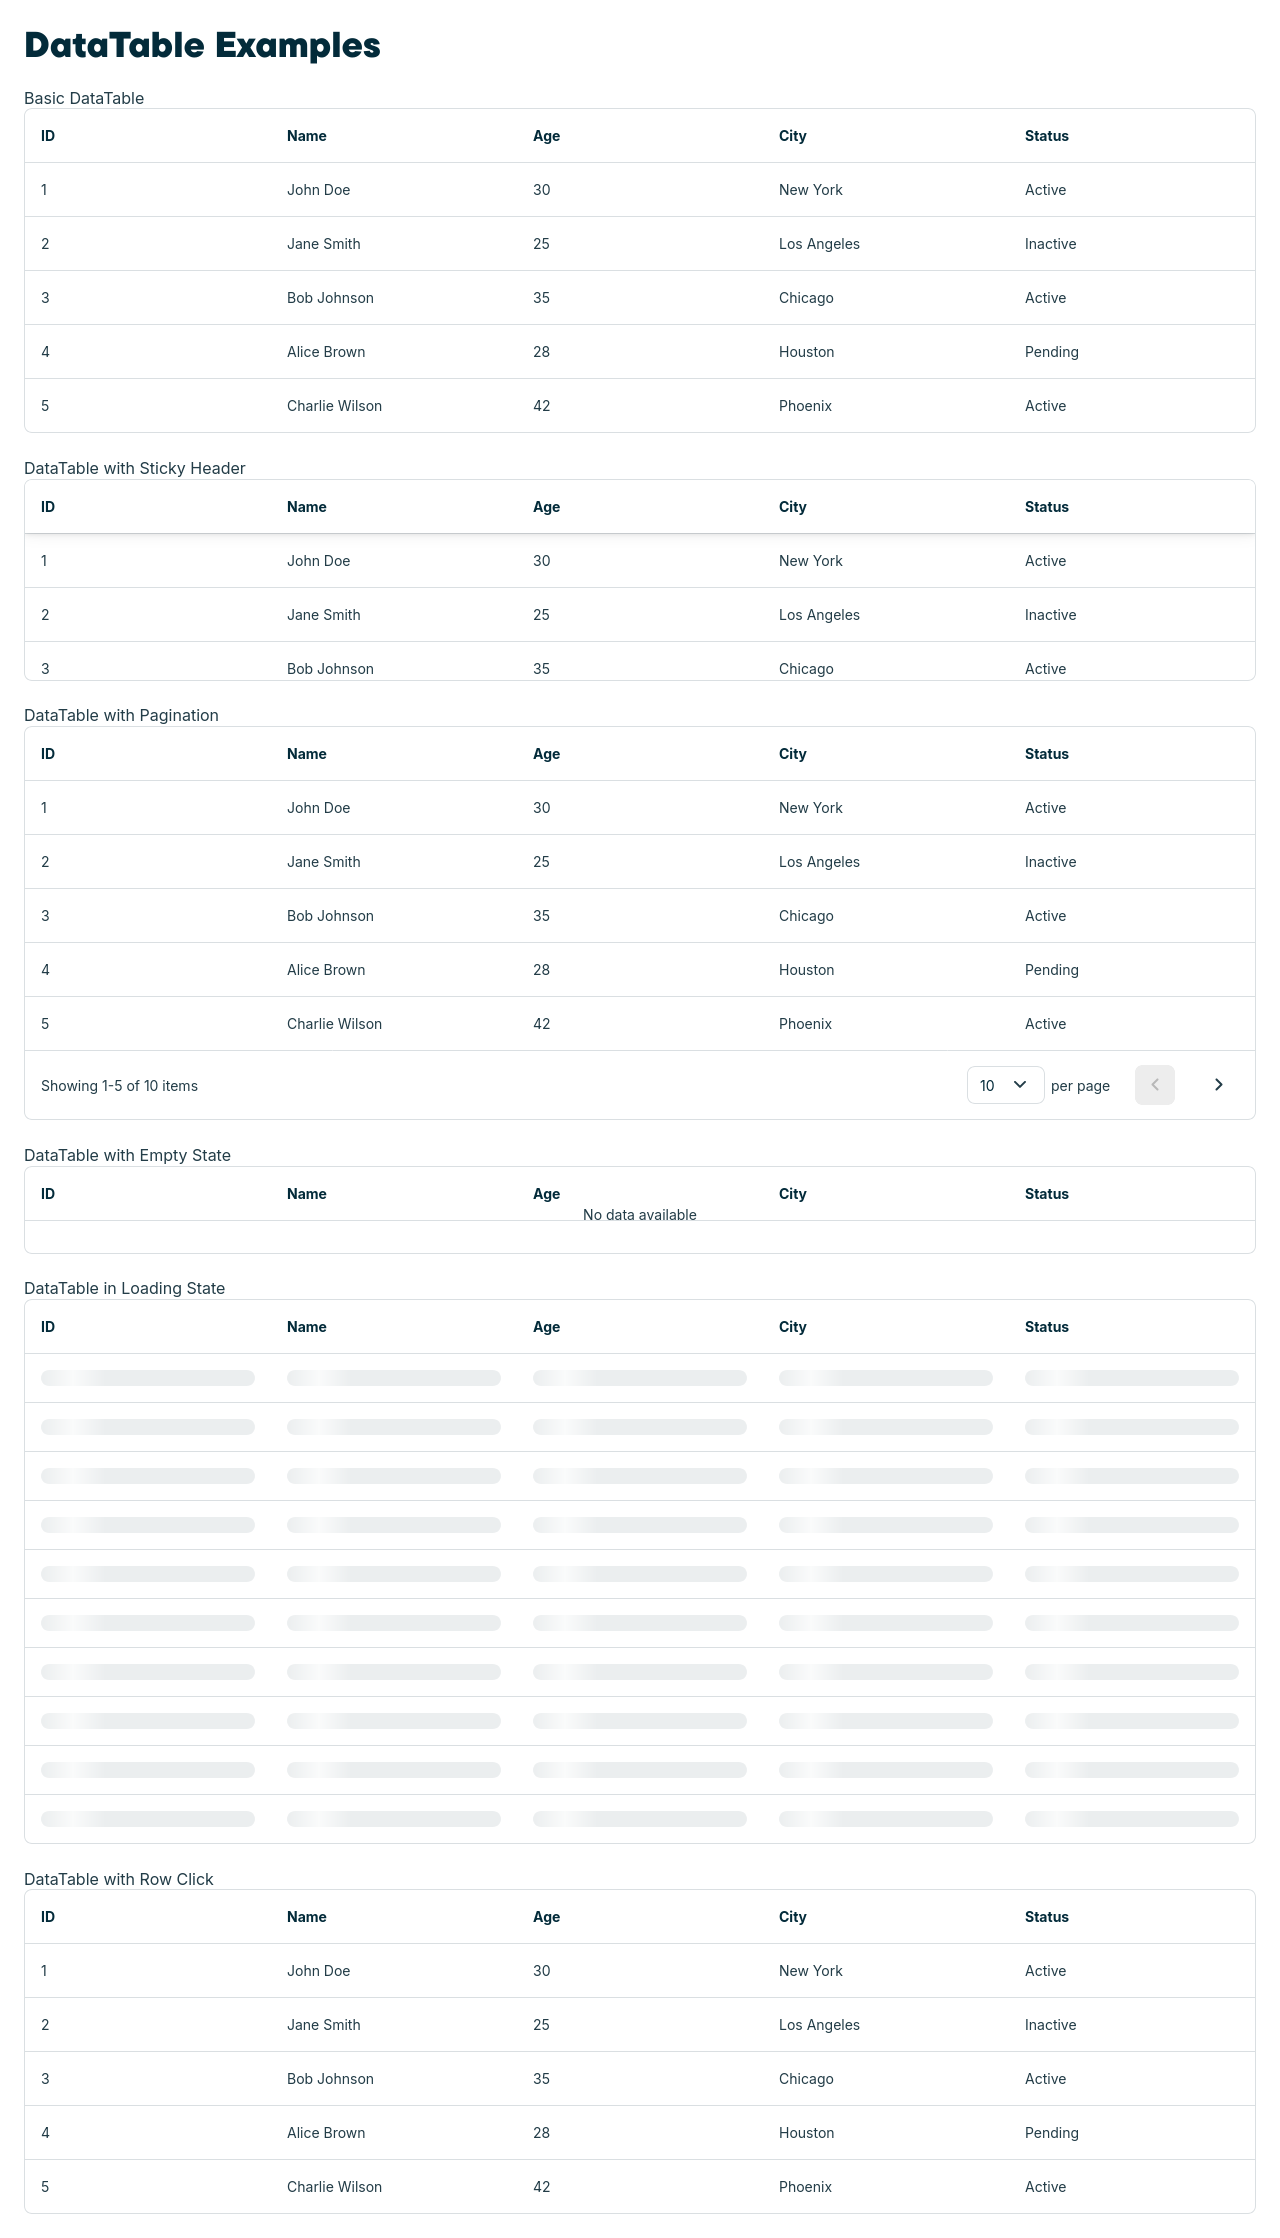 DataTable Examples
Basic DataTable
ID Name Age City Status
1 John Doe 30 New York Active
2 Jane Smith 25 Los Angeles Inactive
3 Bob Johnson 35 Chicago Active
4 Alice Brown 28 Houston Pending
5 Charlie Wilson 42 Phoenix Active
DataTable with Sticky Header
ID Name Age City Status
1 John Doe 30 New York Active
2 Jane Smith 25 Los Angeles Inactive
3 Bob Johnson 35 Chicago Active
DataTable with Pagination
ID Name Age City Status
1 John Doe 30 New York Active
2 Jane Smith 25 Los Angeles Inactive
3 Bob Johnson 35 Chicago Active
4 Alice Brown 28 Houston Pending
5 Charlie Wilson 42 Phoenix Active
Showing 1-5 of 10 items 10 per page
DataTable with Empty State
ID Name Age City Status
No data available
DataTable in Loading State
ID Name Age City Status
DataTable with Row Click
ID Name Age City Status
1 John Doe 30 New York Active
2 Jane Smith 25 Los Angeles Inactive
3 Bob Johnson 35 Chicago Active
4 Alice Brown 28 Houston Pending
5 Charlie Wilson 42 Phoenix Active